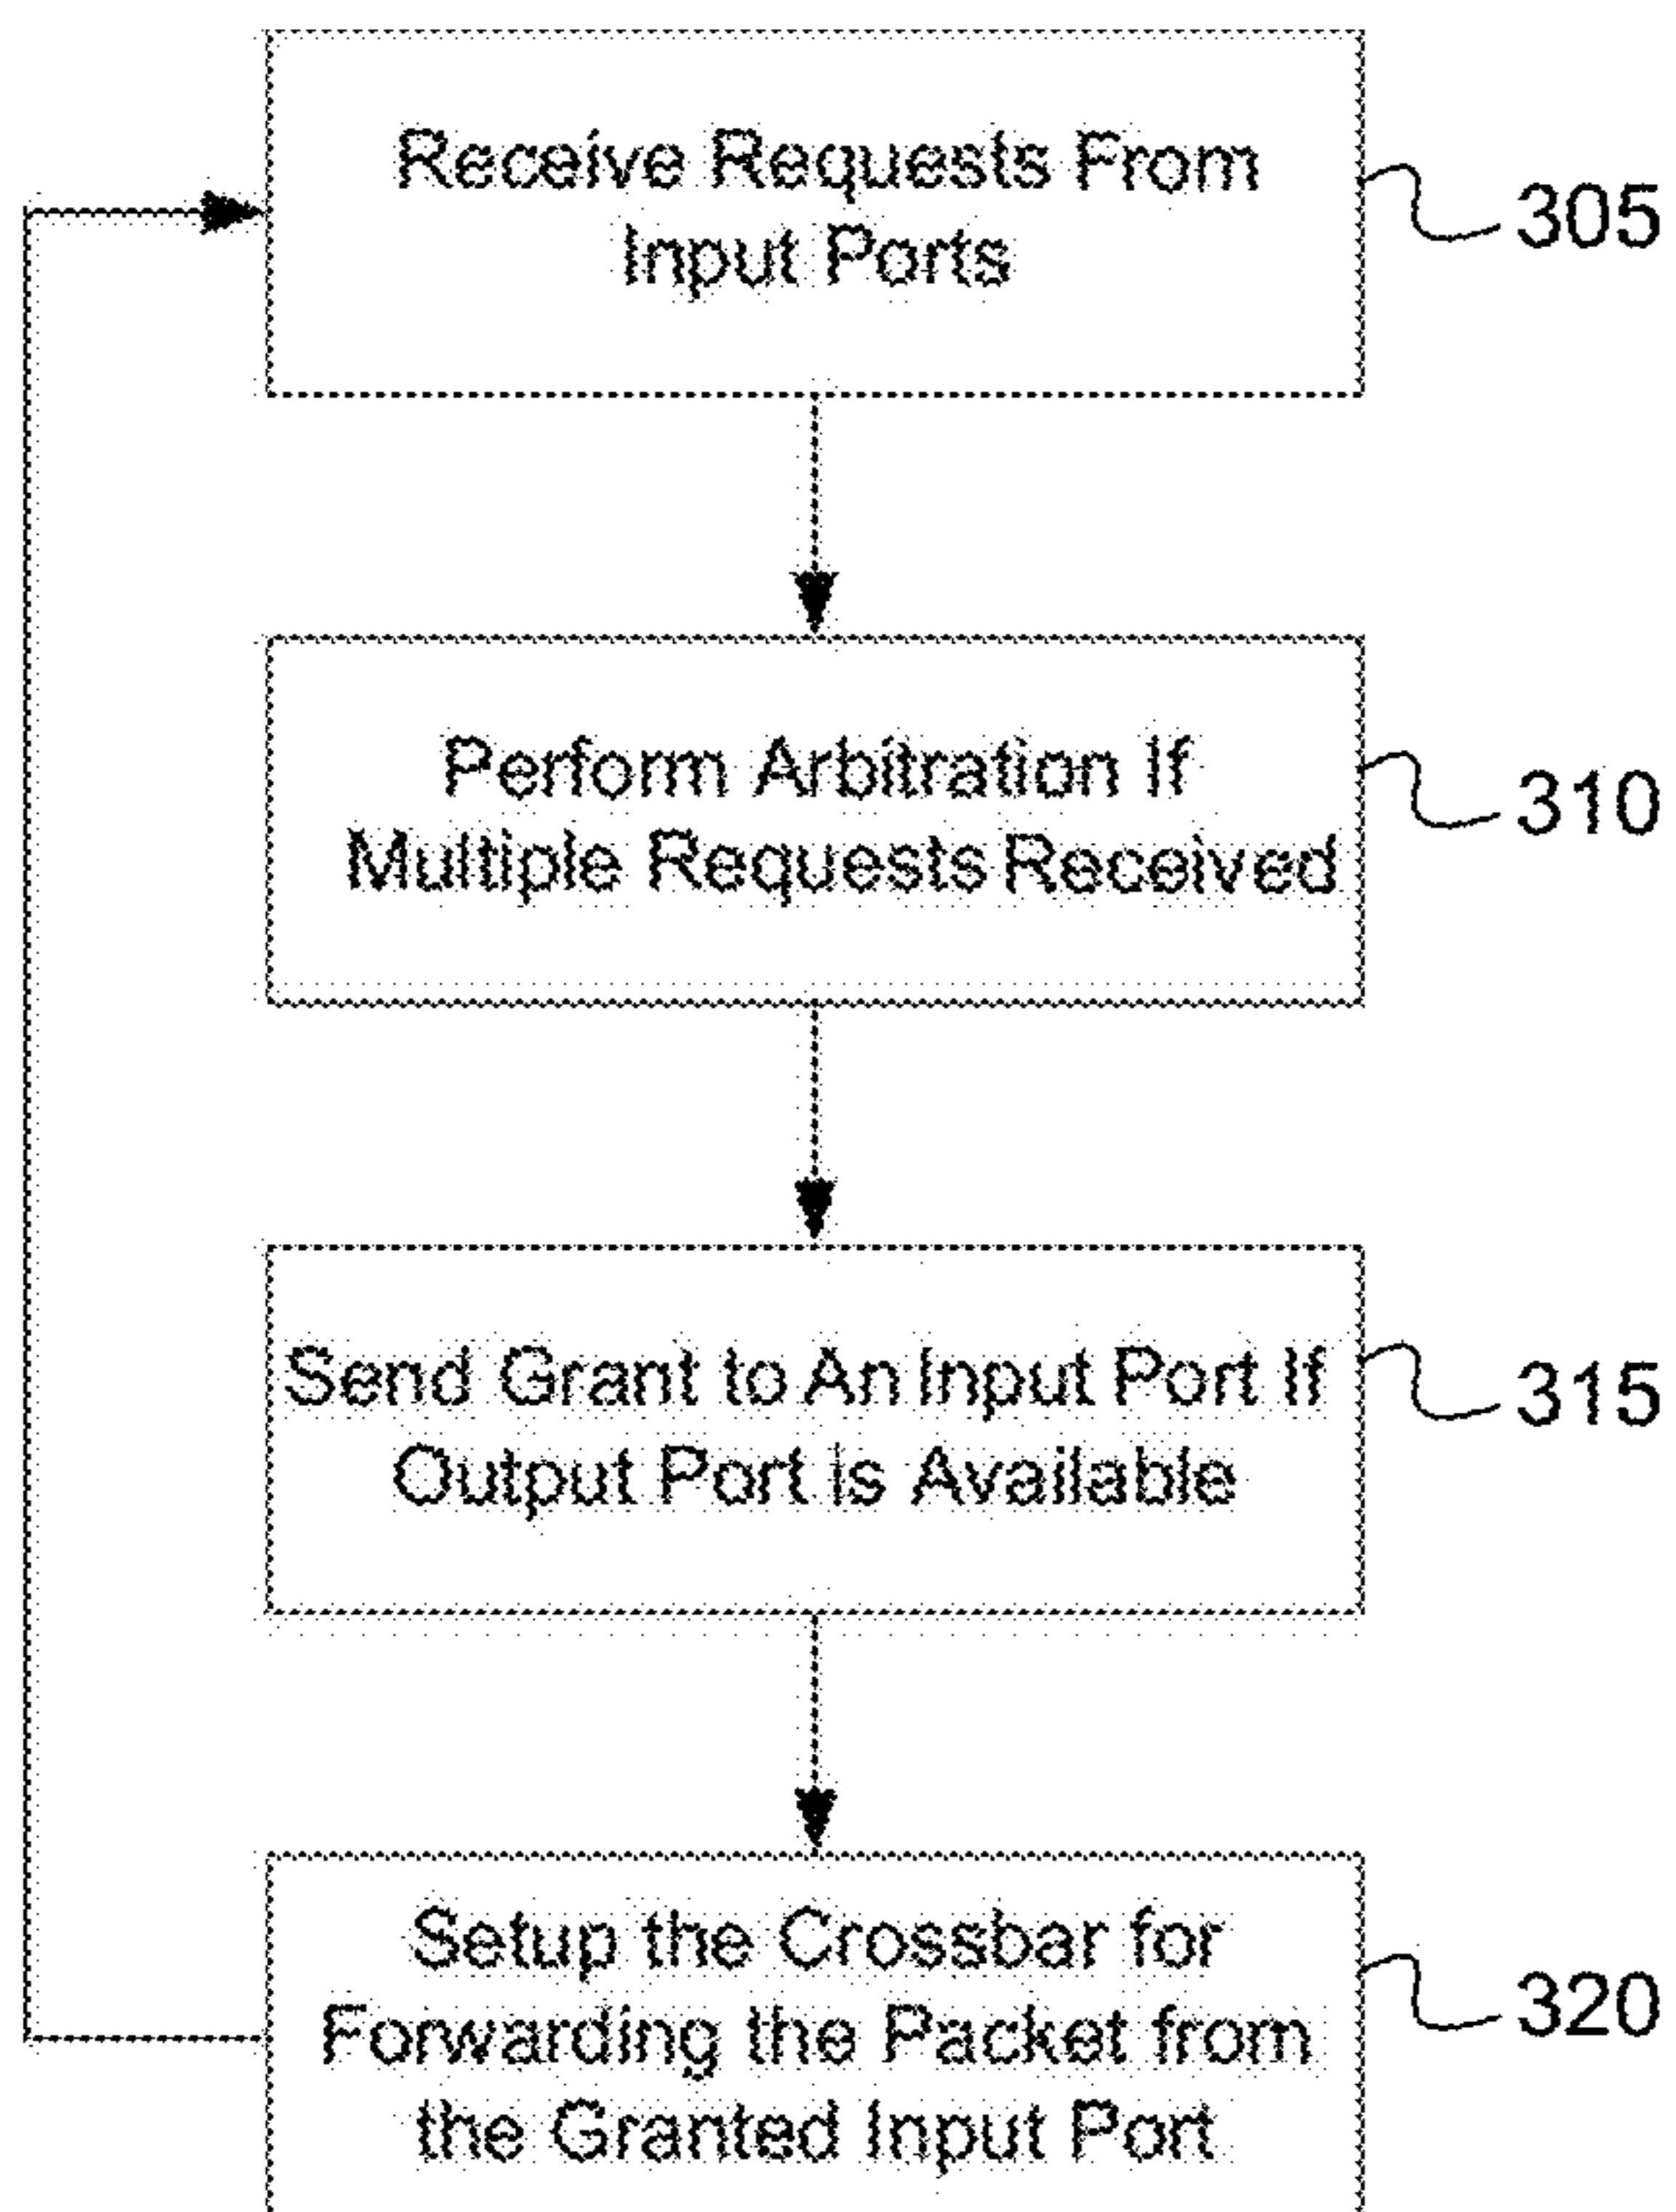 Receive Requests From
Input Ports
305
Perform Arbitration If
Multiple Requests Received
310
Send Grant to An Input Port If
Output Port is Available
315
Setup the Crossbar for
Forwarding the Packet from
the Granted Input Port
320